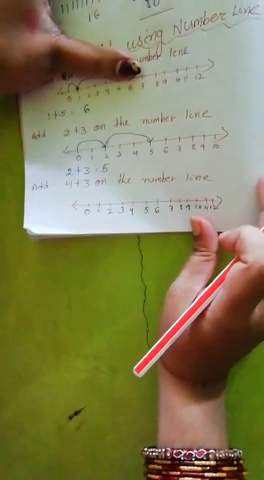 16
using Number Line
number line
0 1 2 3 4 5 6 7 8 9 10 11 12
1+5 = 6
Add 2+3 on the number line
0 1 2 3 4 5 6 7 8 9 10
2+3=5
Add 4+3 on the number line
0 1 2 3 4 5 6 7 8 9 10 11 12